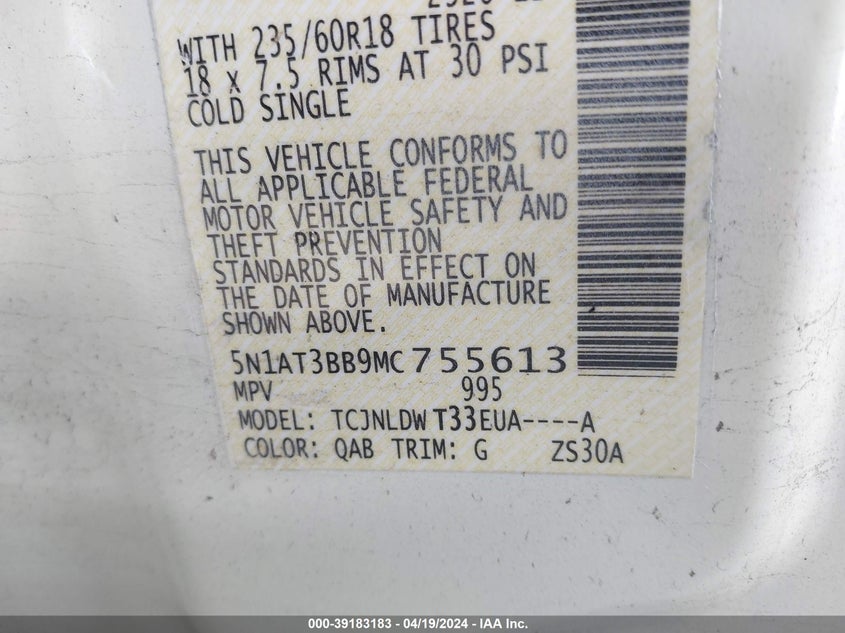 WITH 235/60R18 TIRES
18 x 7.5 RIMS AT 30 PSI
COLD SINGLE
THIS VEHICLE CONFORMS TO
ALL APPLICABLE FEDERAL
MOTOR VEHICLE SAFETY AND
THEFT PREVENTION
STANDARDS IN EFFECT ON
THE DATE OF MANUFACTURE
SHOWN ABOVE.
5N1AT3BB9MC755613
MPV 995
MODEL: TCJNLDWT33EUA----A
COLOR: QAB TRIM: G ZS30A
000-39183183 - 04/19/2024 - IAA Inc.